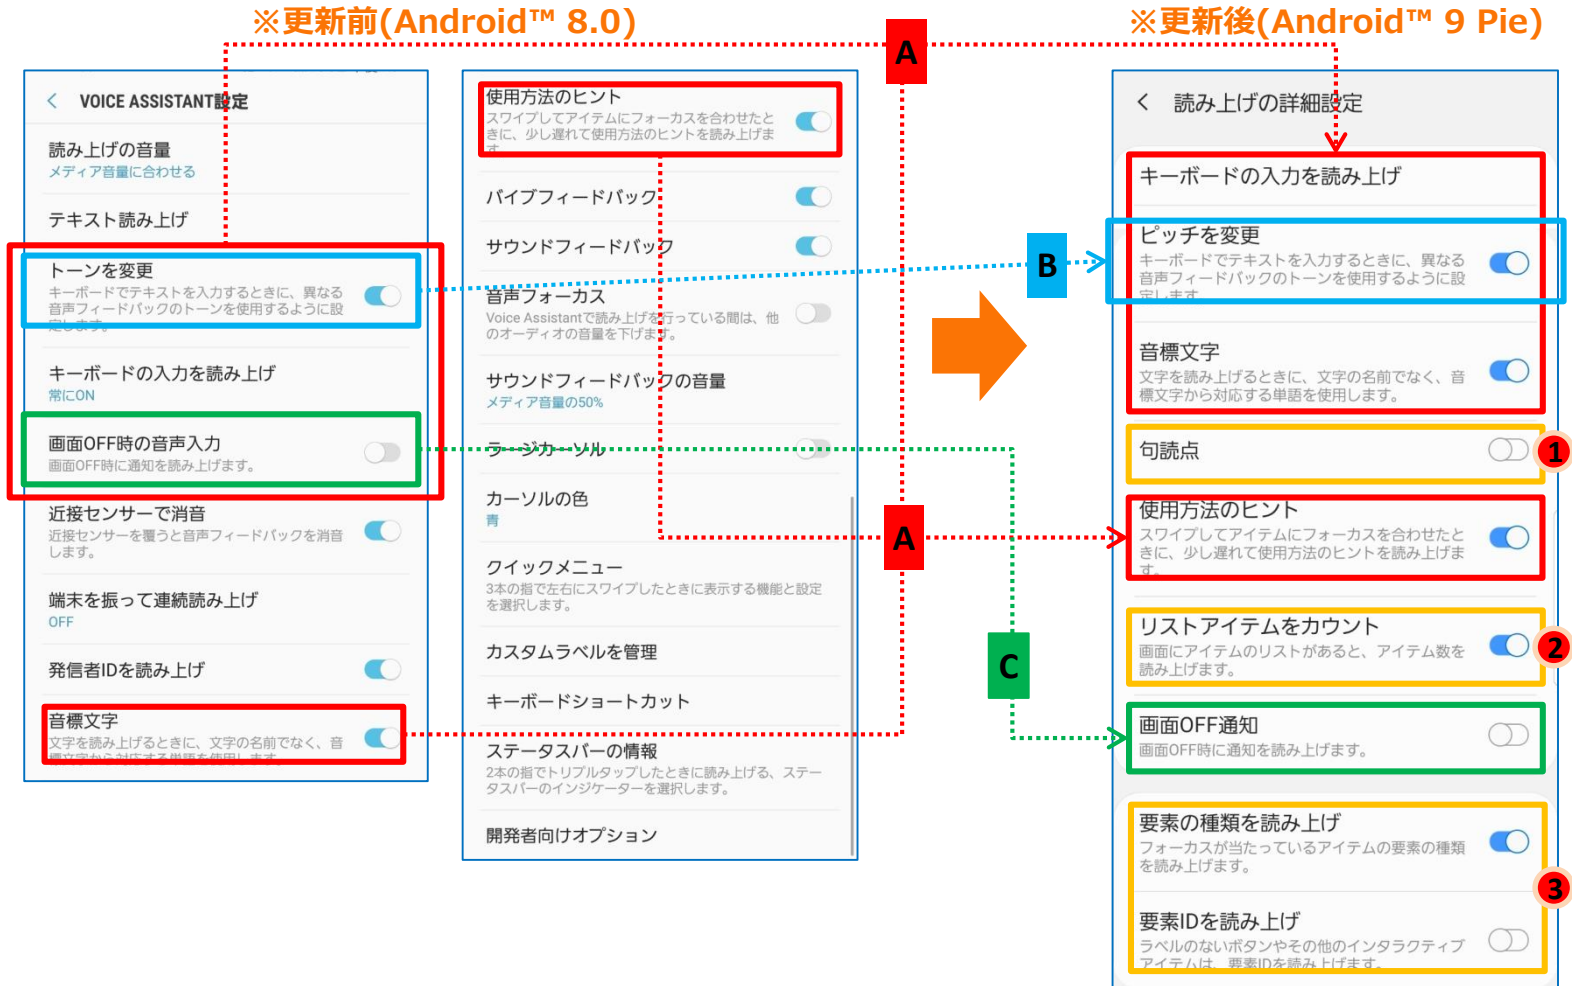 ※更新前(Android™ 8.0)
VOICE ASSISTANT設定
読み上げの音量
メディア音量に合わせる
テキスト読み上げ
トーンを変更
キーボードでテキストを入力するときに、異なる
音声フィードバックのトーンを使用するように設
定します。
キーボードの入力を読み上げ
常にON
画面OFF時の音声入力
画面OFF時に通知を読み上げます。
近接センサーで消音
近接センサーを覆うと音声フィードバックを消音
します。
端末を振って連続読み上げ
OFF
発信者IDを読み上げ
音標文字
文字を読み上げるときに、文字の名前でなく、音
標文字から対応する単語を使用します。
使用方法のヒント
スワイプしてアイテムにフォーカスを合わせたと
きに、少し遅れて使用方法のヒントを読み上げま
す。
バイブフィードバック
サウンドフィードバック
音声フォーカス
Voice Assistantで読み上げを行っている間は、他
のオーディオの音量を下げます。
サウンドフィードバックの音量
メディア音量の50%
ラージカーソル
カーソルの色
青
クイックメニュー
3本の指で左右にスワイプしたときに表示する機能と設定
を選択します。
カスタムラベルを管理
キーボードショートカット
ステータスバーの情報
2本の指でトリプルタップしたときに読み上げる、ステー
タスバーのインジケーターを選択します。
開発者向けオプション
A
B
A
C
※更新後(Android™ 9 Pie)
読み上げの詳細設定
キーボードの入力を読み上げ
ピッチを変更
キーボードでテキストを入力するときに、異なる
音声フィードバックのトーンを使用するように設
定します。
音標文字
文字を読み上げるときに、文字の名前でなく、音
標文字から対応する単語を使用します。
句読点
1
使用方法のヒント
スワイプしてアイテムにフォーカスを合わせたと
きに、少し遅れて使用方法のヒントを読み上げま
す。
リストアイテムをカウント
画面にアイテムのリストがあると、アイテム数を
読み上げます。
2
画面OFF通知
画面OFF時に通知を読み上げます。
要素の種類を読み上げ
フォーカスが当たっているアイテムの要素の種類
を読み上げます。
3
要素IDを読み上げ
ラベルのないボタンやその他のインタラクティブ
アイテムは、要素IDを読み上げます。